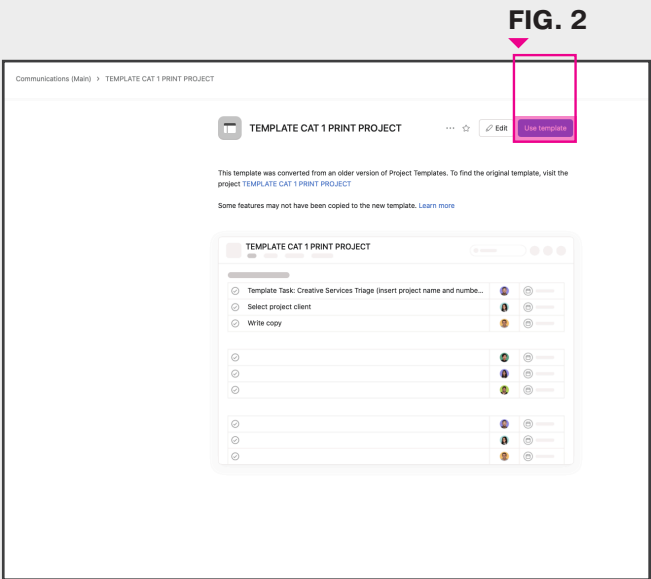 FIG. 2
Communications (Main) > TEMPLATE CAT 1 PRINT PROJECT
TEMPLATE CAT 1 PRINT PROJECT ··· ☆ Edit Use template
This template was converted from an older version of Project Templates. To find the original template, visit the
project TEMPLATE CAT 1 PRINT PROJECT
Some features may not have been copied to the new template. Learn more
TEMPLATE CAT 1 PRINT PROJECT
Template Task: Creative Services Triage (insert project name and numbe...
Select project client
Write copy